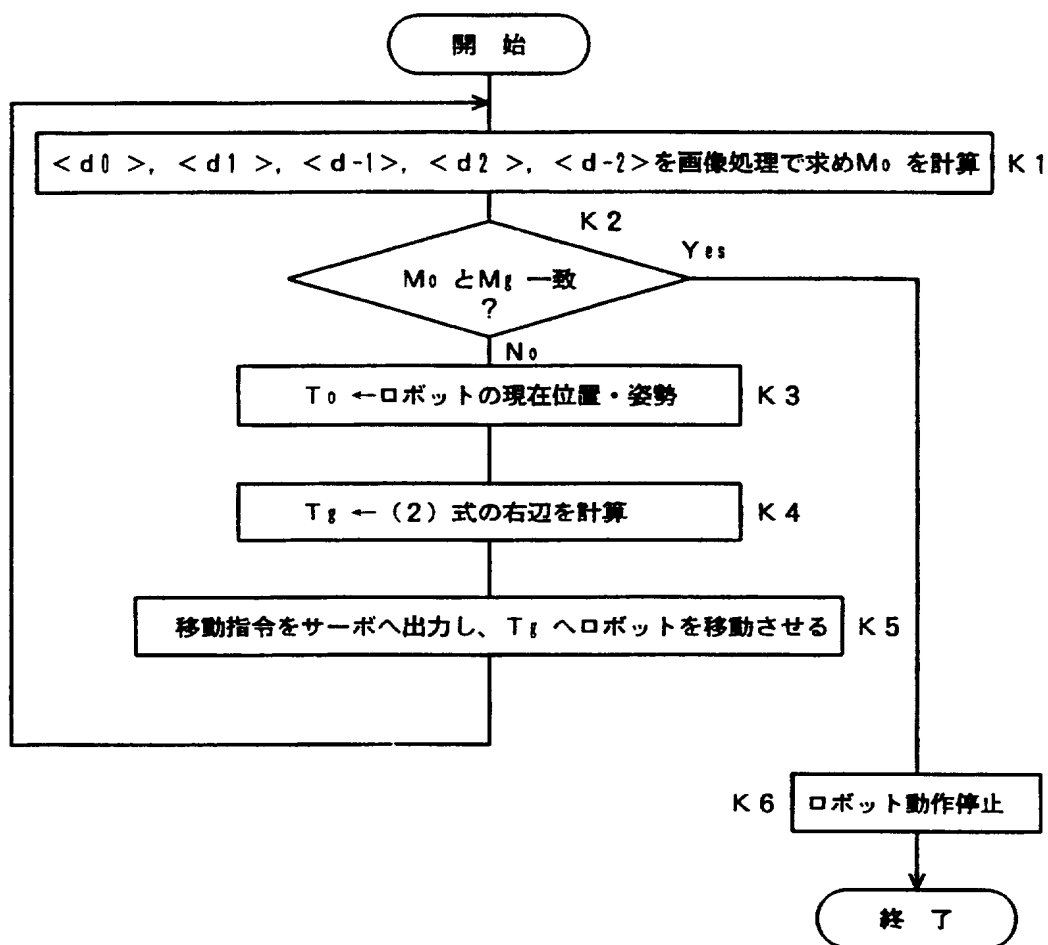 開 始
<d0>, <d1>, <d-1>, <d2>, <d-2>を画像処理で求めM0 を計算 K1
K2
Yes
M0 とMg 一致
?
No
T0 ←ロボットの現在位置・姿勢 K3
Tg ←(2)式の右辺を計算 K4
移動指令をサーボへ出力し、Tg へロボットを移動させる K5
K6 ロボット動作停止
終 了